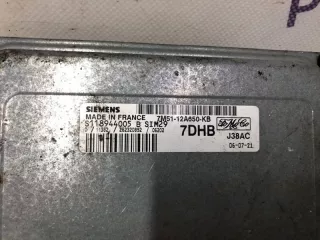 SIEMENS
MADE IN FRANCE 7M51-12A650-KB
S118944005 B SIM29
7DHB
J38AC
06-07-21